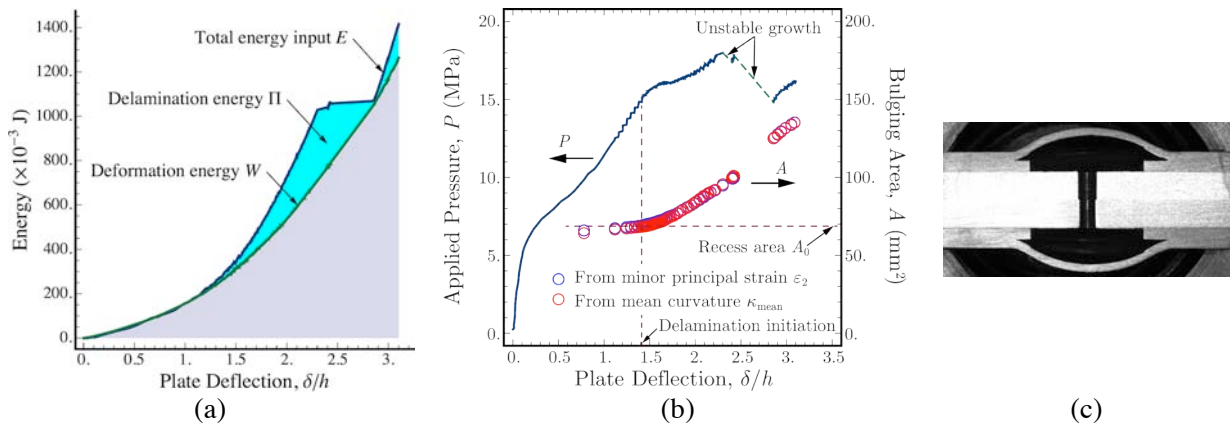 1400
1200
1000
800
600
400
200
0.
0.
0.5
1.
1.5
2.
2.5
3.
Energy (×10⁻³ J)
Plate Deflection, δ/h
Total energy input E
Delamination energy Π
Deformation energy W
(a)
20.
15.
10.
5.
0.
Applied Pressure, P (MPa)
0.
0.5
1.
1.5
2.
2.5
3.
3.5
Plate Deflection, δ/h
200.
150.
100.
50.
0.
Bulging Area, A (mm²)
Unstable growth
P
A
Recess area A₀
From minor principal strain ε₂
From mean curvature κmean
Delamination initiation
(b)
(c)